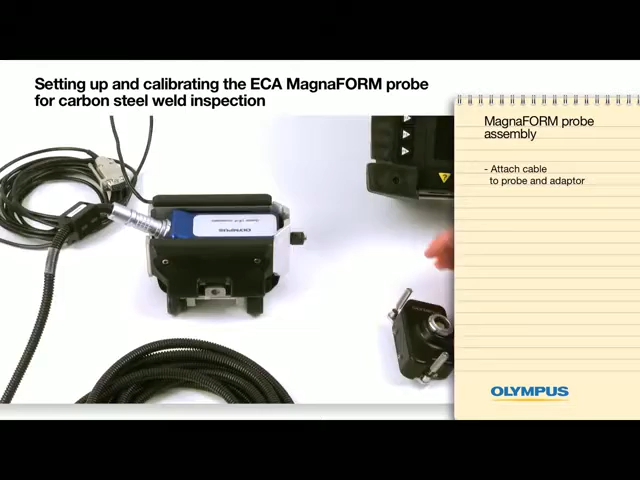 Setting up and calibrating the ECA MagnaFORM probe
for carbon steel weld inspection
MagnaFORM probe
assembly
- Attach cable
to probe and adaptor
OLYMPUS
OLYMPUS